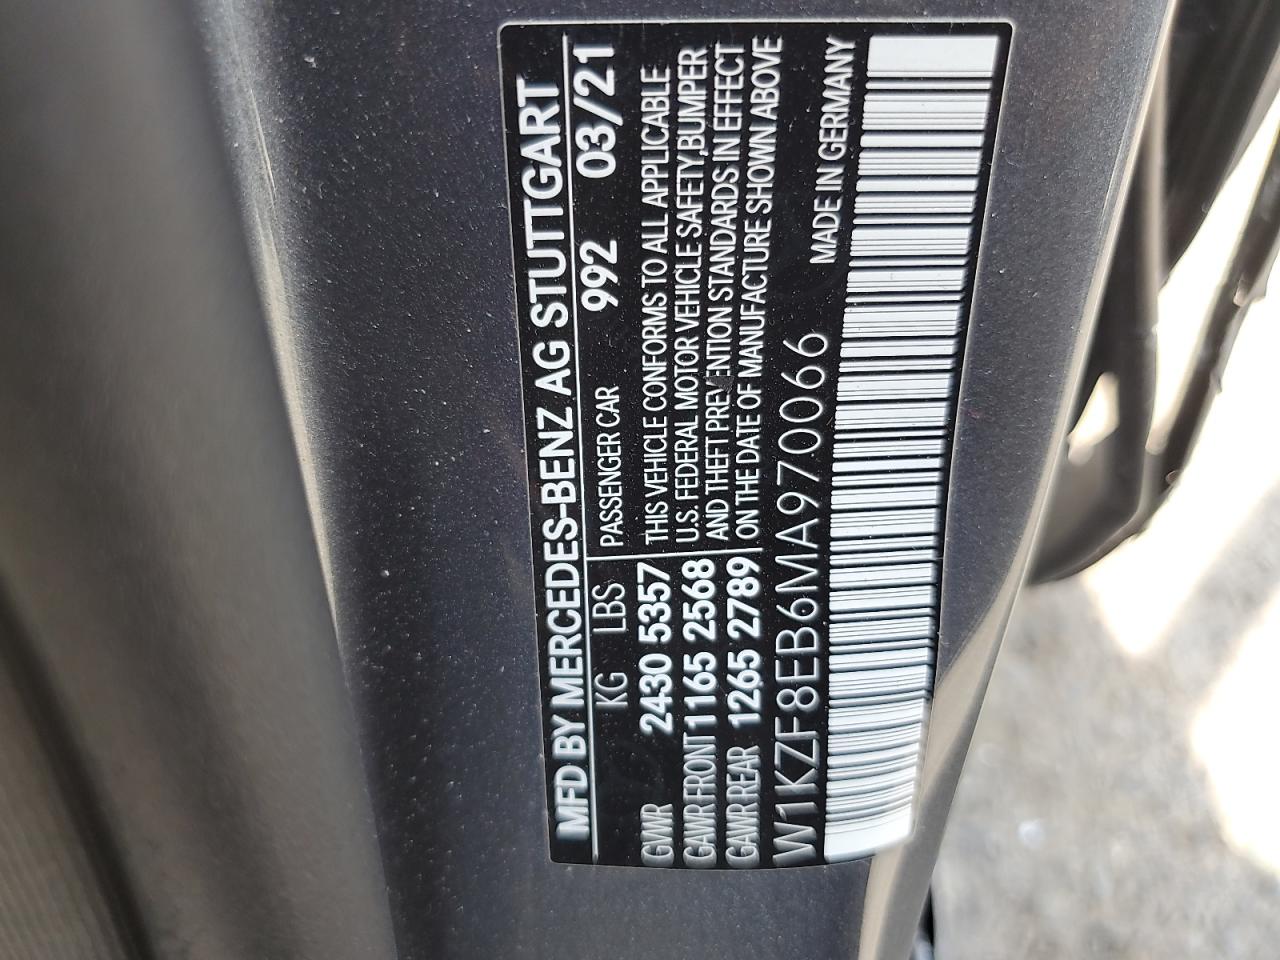 MFD BY MERCEDES-BENZ AG STUTTGART
KG LBS PASSENGER CAR 992 03/21
GWR 2430 5357
GAWR FRONT 1165 2568
GAWR REAR 1265 2789
THIS VEHICLE CONFORMS TO ALL APPLICABLE
U.S. FEDERAL MOTOR VEHICLE SAFETY,BUMPER
AND THEFT PREVENTION STANDARDS IN EFFECT
ON THE DATE OF MANUFACTURE SHOWN ABOVE
W1KZF8EB6MA970066 MADE IN GERMANY